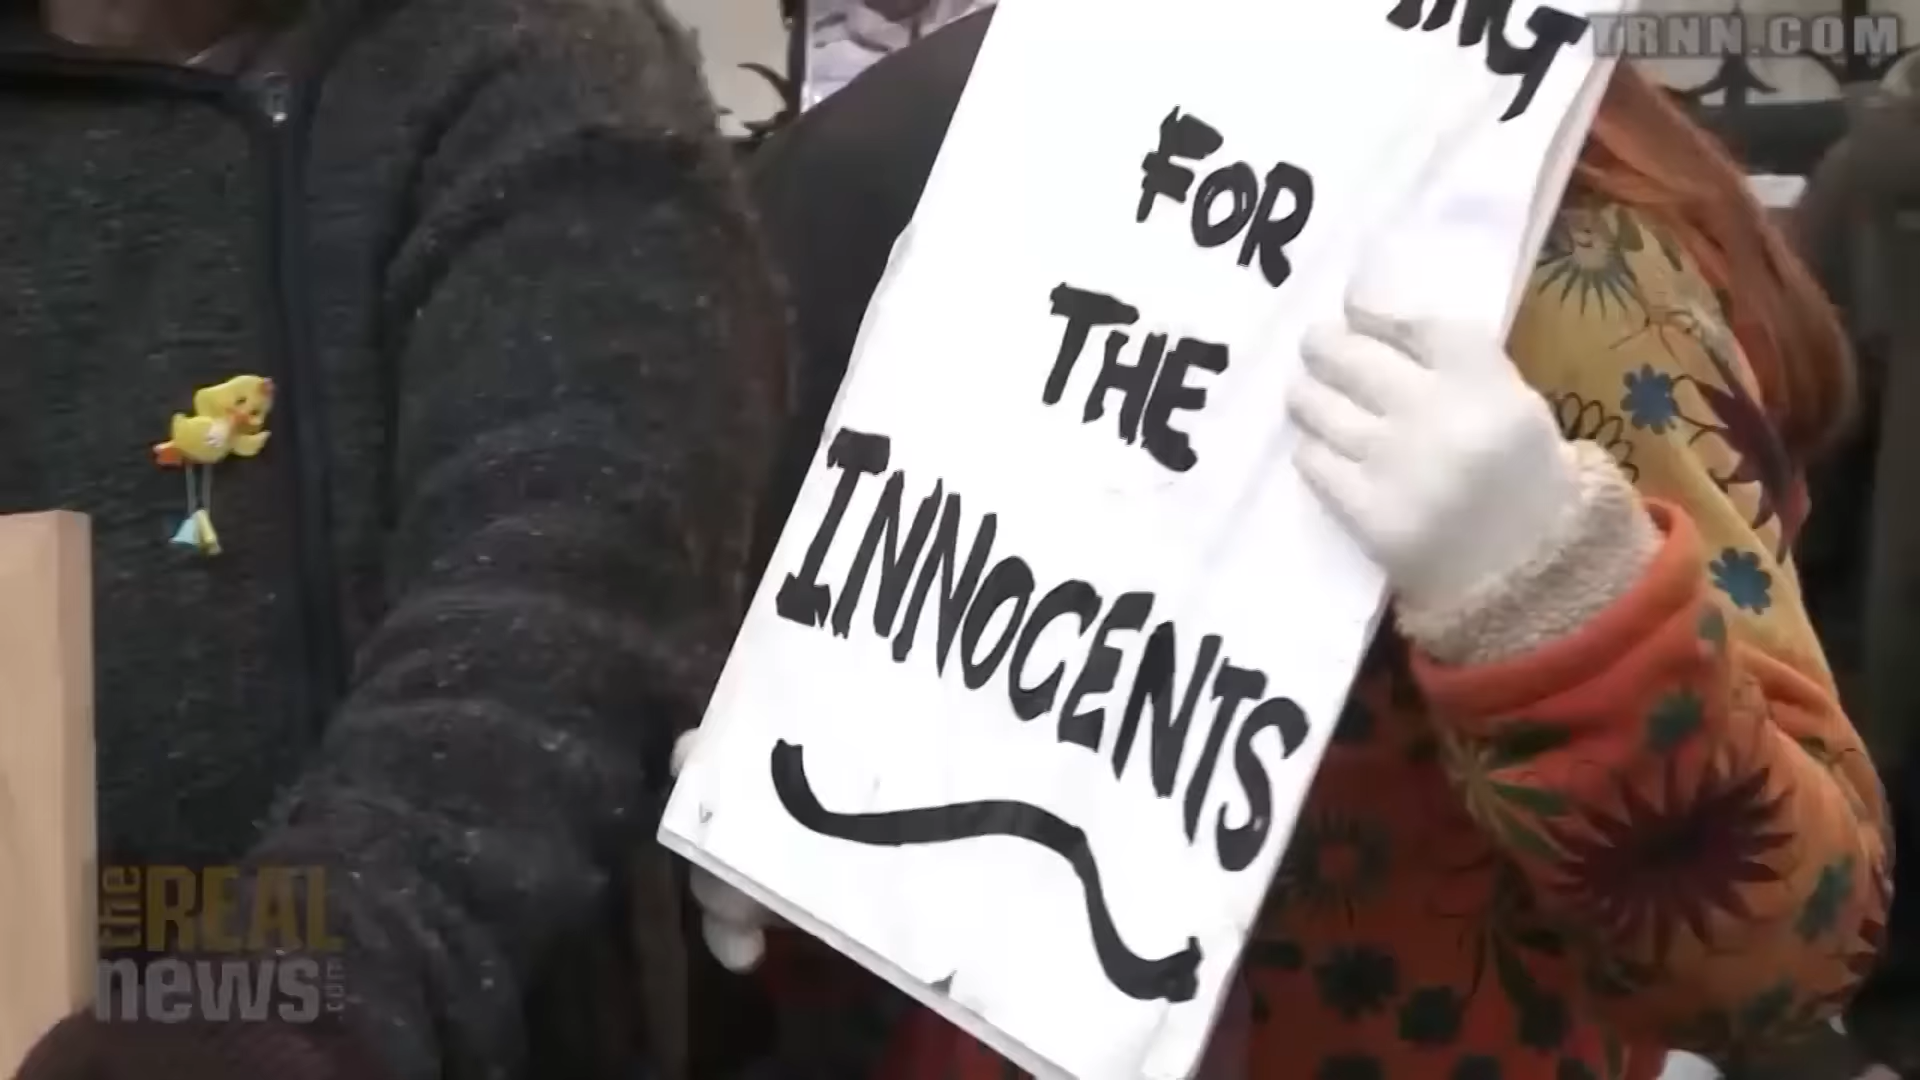 TRNN.COM
FOR
THE
INNOCENTS
the REAL
news.com